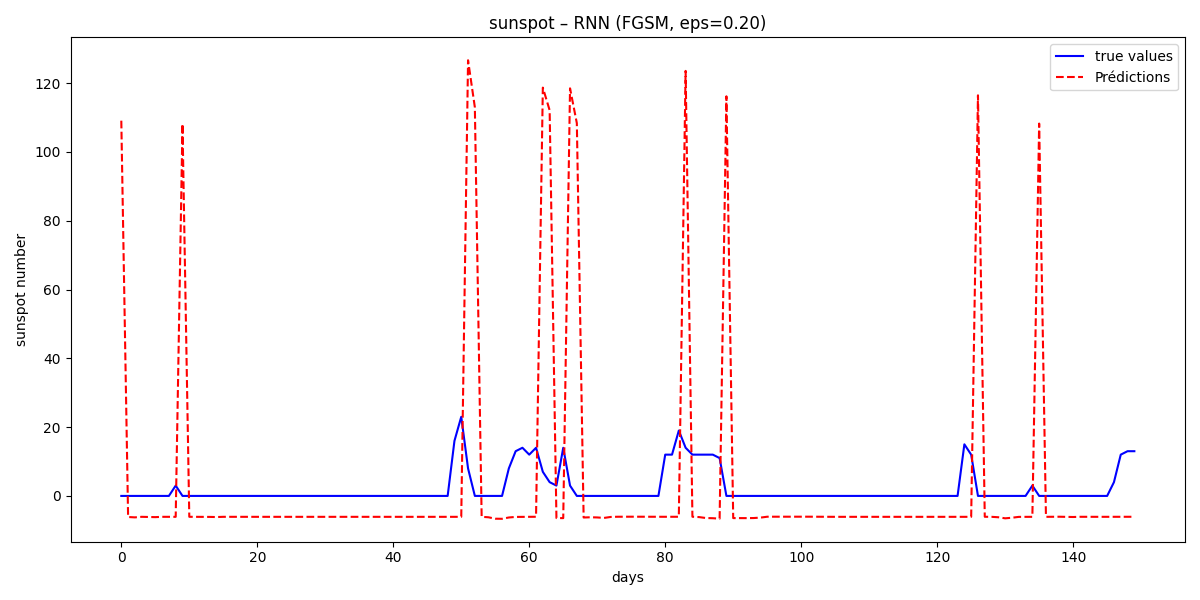 sunspot – RNN (FGSM, eps=0.20)
true values
Prédictions
sunspot number
120
100
80
60
40
20
0
0 20 40 60 80 100 120 140
days